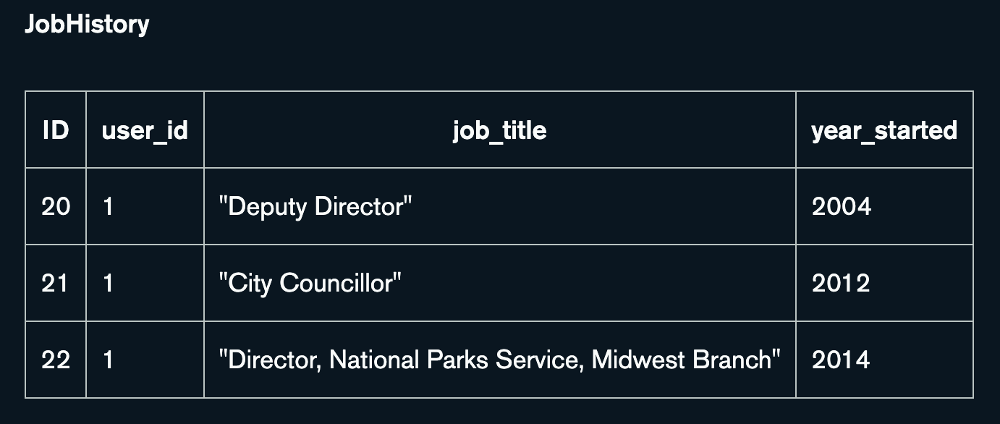 JobHistory
ID user_id job_title year_started
20 1 "Deputy Director" 2004
21 1 "City Councillor" 2012
22 1 "Director, National Parks Service, Midwest Branch" 2014